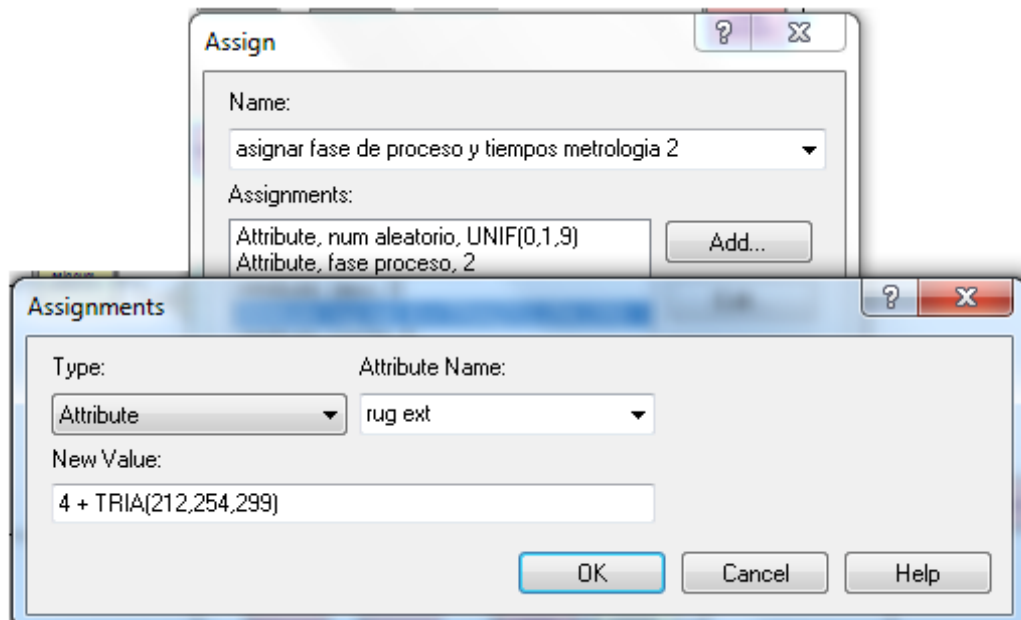 Assign
Name:
asignar fase de proceso y tiempos metrologia 2
Assignments:
Attribute, num aleatorio, UNIF(0,1,9)
Attribute, fase proceso, 2
Add...
Assignments
Type:
Attribute Name:
Attribute
rug ext
New Value:
4 + TRIA(212,254,299)
OK
Cancel
Help